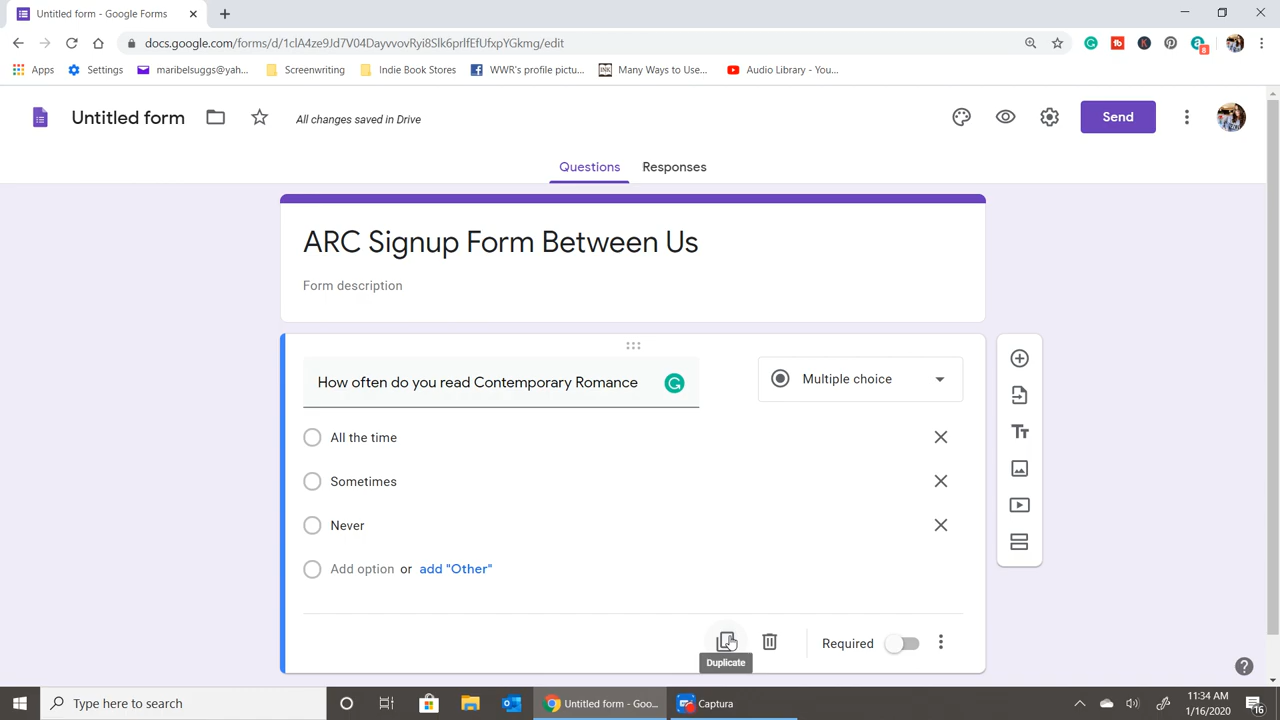 Untitled form - Google Forms
docs.google.com/forms/d/1clA4ze9Jd7V04DayvvovRyi8Slk6prlfEfUfxpYGkmg/edit
8
Apps Settings maribelsuggs@yah... Screenwriting Indie Book Stores WWR's profile pictu... INK Many Ways to Use... Audio Library - You...
Untitled form All changes saved in Drive Send
Questions Responses
ARC Signup Form Between Us
Form description
How often do you read Contemporary Romance
Multiple choice
All the time
Sometimes
Never
Add option or add "Other"
Required
Duplicate
Type here to search
Untitled form - Goo...
Captura
11:34 AM
1/16/2020
16